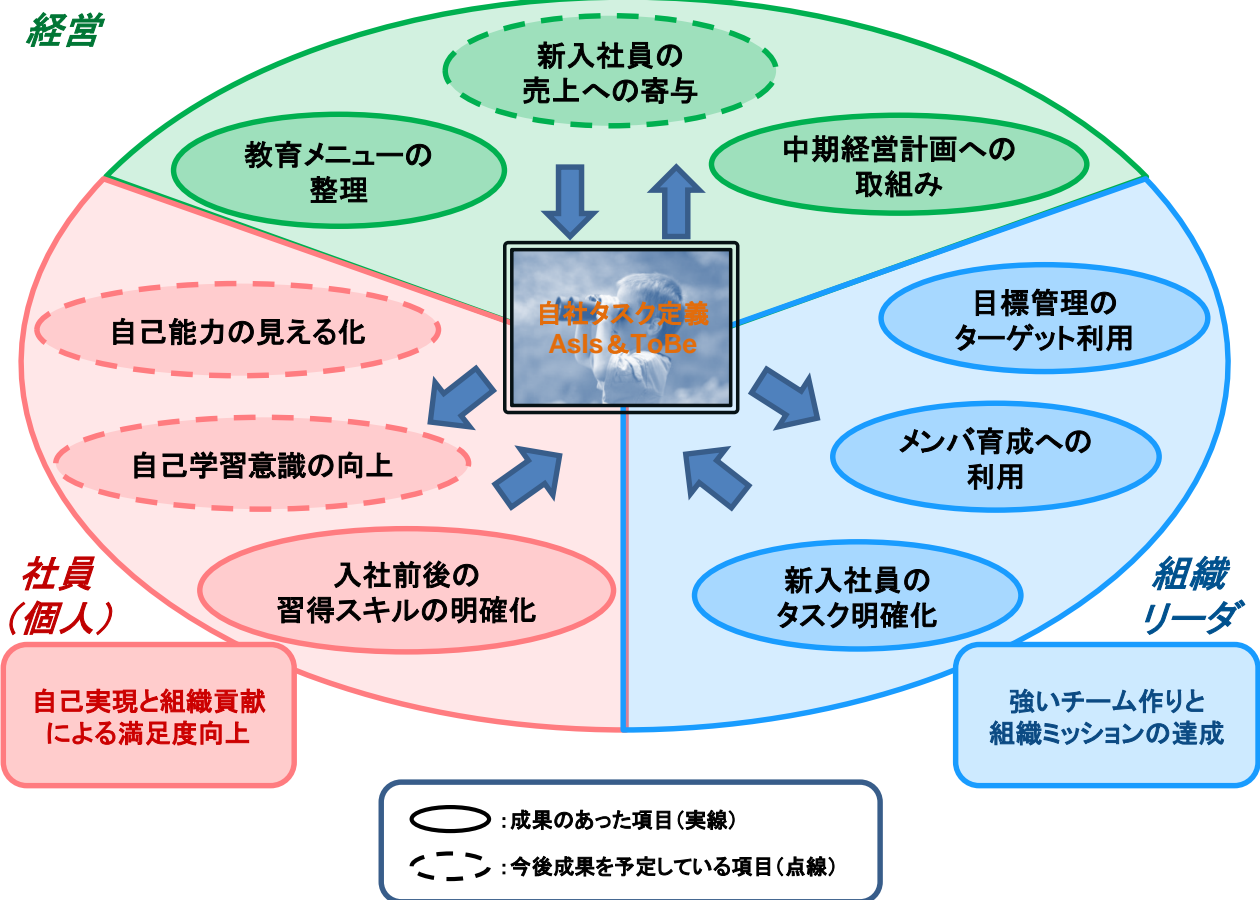 経営
新入社員の
売上への寄与
教育メニューの
整理
中期経営計画への
取組み
自社タスク定義
AsIs＆ToBe
自己能力の見える化
自己学習意識の向上
入社前後の
習得スキルの明確化
目標管理の
ターゲット利用
メンバ育成への
利用
新入社員の
タスク明確化
社員
（個人）
自己実現と組織貢献
による満足度向上
組織
リーダ
強いチーム作りと
組織ミッションの達成
：成果のあった項目（実線）
：今後成果を予定している項目（点線）